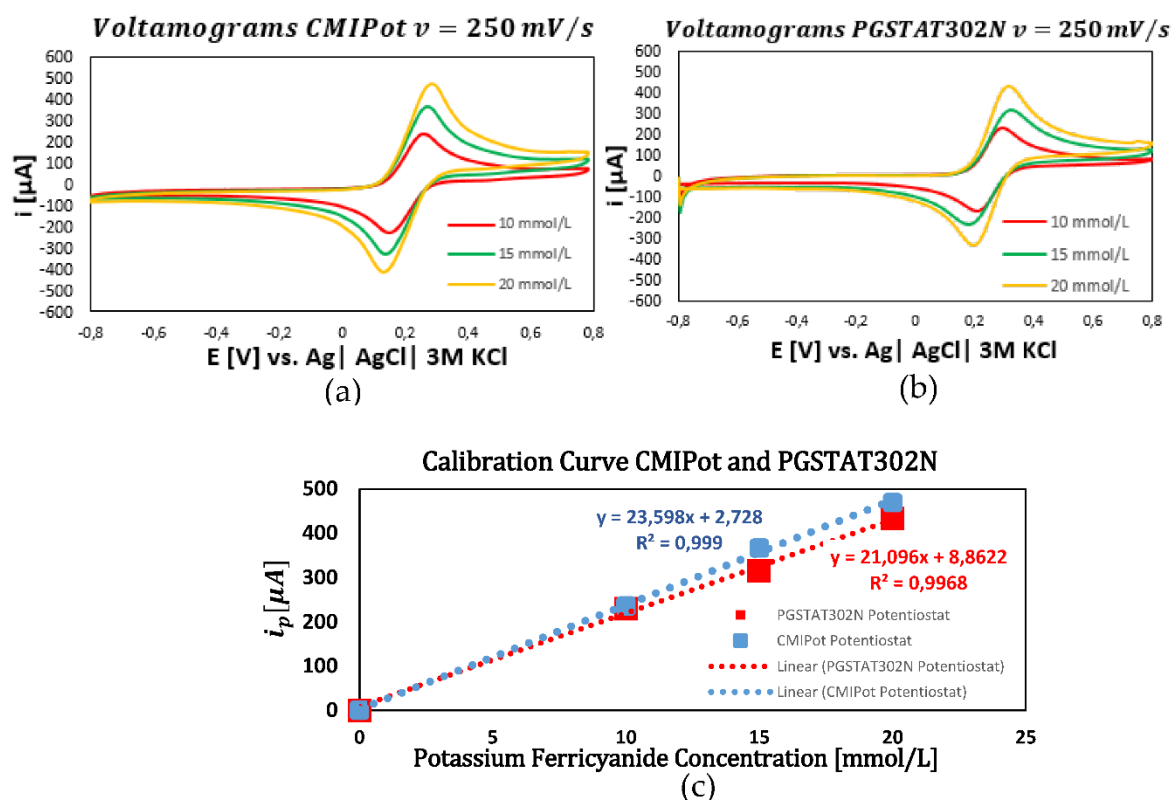 (a)
Voltamograms CMIPot v = 250 mV/s
600
500
400
300
200
100
0
-100
-200
-300
-400
-500
-600
i [µA]
10 mmol/L
15 mmol/L
20 mmol/L
-0,8 -0,6 -0,4 -0,2 0 0,2 0,4 0,6 0,8
E [V] vs. Ag| AgCl| 3M KCl
(a)
b)
Voltamograms PGSTAT302N v = 250 mV/s
600
500
400
300
200
100
0
-100
-200
-300
-400
-500
-600
i [µA]
10 mmol/L
15 mmol/L
20 mmol/L
-0,8 -0,6 -0,4 -0,2 0 0,2 0,4 0,6 0,8
E [V] vs. Ag| AgCl| 3M KCl
(b)
Calibration Curve CMIPot and PGSTAT302N
500
400
300
200
100
0
i_p [µA]
y = 23,598x + 2,728
R² = 0,999
y = 21,096x + 8,8622
R² = 0,9968
PGSTAT302N Potentiostat
CMIPot Potentiostat
Linear (PGSTAT302N Potentiostat)
Linear (CMIPot Potentiostat)
0 5 10 15 20 25
Potassium Ferricyanide Concentration [mmol/L]
(c)